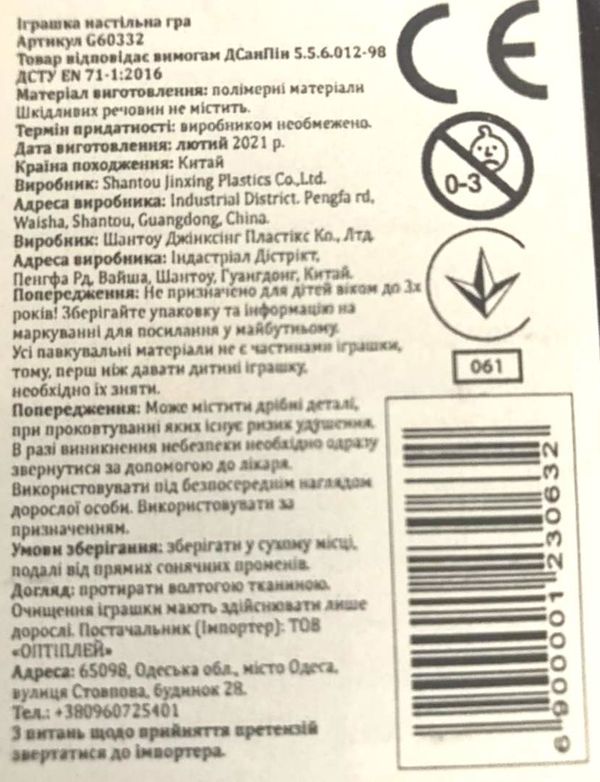 Іграшка настільна гра
Артикул G60332
Товар відповідає вимогам ДСанПін 5.5.6.012-98
ДСТУ EN 71-1:2016
Матеріал виготовлення: полімерні матеріали
Шкідливих речовин не містить.
Термін придатності: виробником необмежено.
Дата виготовлення: лютий 2021 р.
Країна походження: Китай
Виробник: Shantou Jinxing Plastics Co.,Ltd.
Адреса виробника: Industrial District. Pengfa rd,
Waisha, Shantou, Guangdong, China.
Виробник: Шантоу Джінксінг Пластікс Ко., Лтд
Адреса виробника: Індастріал Дістрікт,
Пенгфа Рд, Вайша, Шантоу, Гуангдонг, Китай.
Попередження: Не призначено для дітей віком до 3х
років! Зберігайте упаковку та інформацію на
маркуванні для посилання у майбутньому.
Усі павкувальні матеріали не є частинами іграшки,
тому, перш ніж давати дитині іграшку,
необхідно їх зняти.
Попередження: Може містити дрібні деталі,
при проковтуванні яких існує ризик удушення.
В разі виникнення небезпеки необхідно одразу
звернутися за допомогою до лікаря.
Використовувати під безпосереднім наглядом
дорослої особи. Використовувати за
призначенням.
Умови зберігання: зберігати у сухому місці,
подалі від прямих сонячних променів.
Догляд: протирати вологою тканиною.
Очищення іграшки мають здійснювати лише
дорослі. Постачальник (Імпортер): ТОВ
«ОПТІПЛЕЙ»
Адреса: 65098, Одеська обл., місто Одеса,
вулиця Стовпова, будинок 28.
Тел.: +380960725401
З питань щодо прийняття претензій
звертатися до імпортера.
CE
0-3
061
6 900001 230632